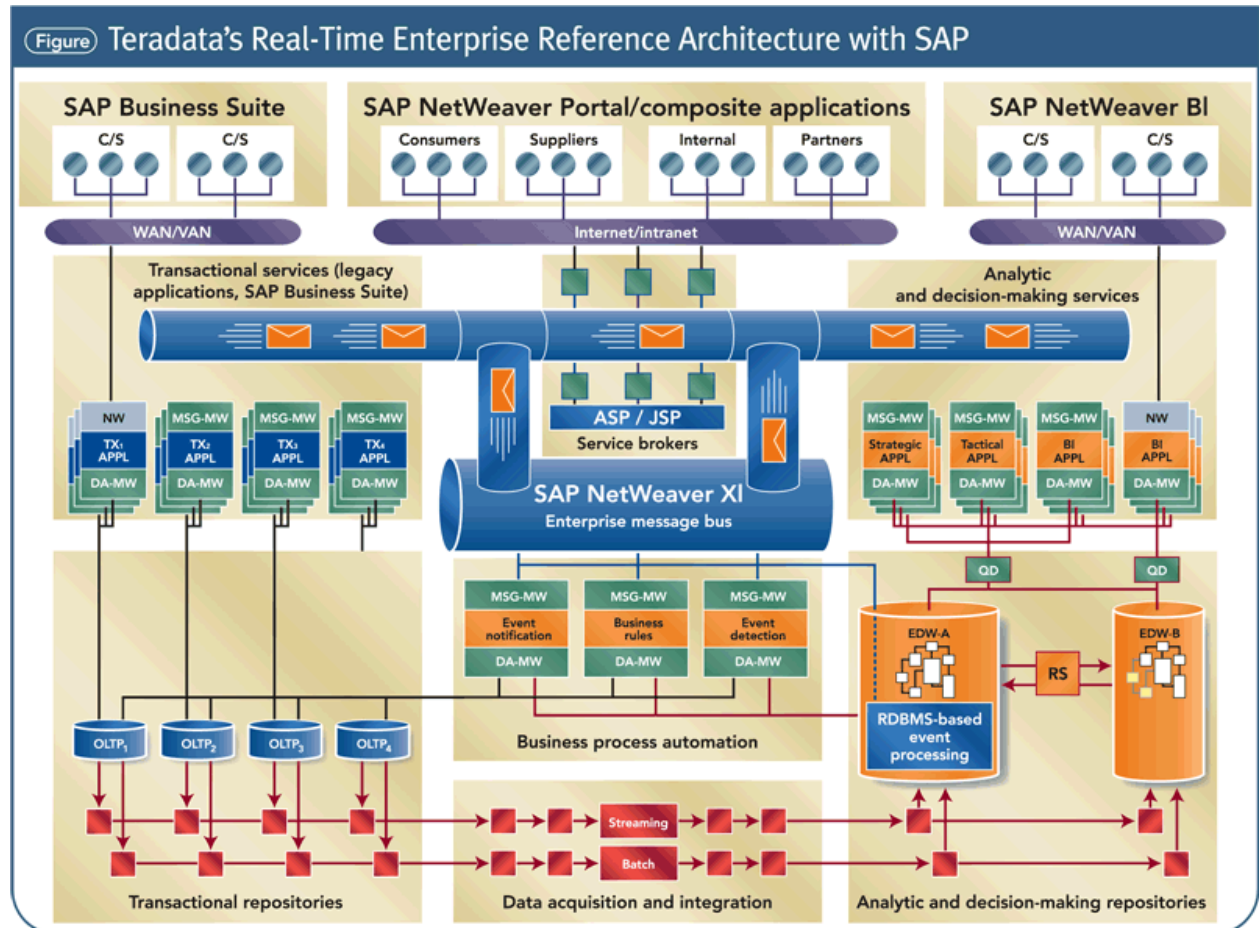 Figure Teradata's Real-Time Enterprise Reference Architecture with SAP
SAP Business Suite
C/S
C/S
SAP NetWeaver Portal/composite applications
Consumers
Suppliers
Internal
Partners
SAP NetWeaver BI
C/S
C/S
WAN/VAN
Internet/intranet
WAN/VAN
Transactional services (legacy
applications, SAP Business Suite)
Analytic
and decision-making services
NW
TX1
APPL
DA-MW
MSG-MW
TX2
APPL
DA-MW
MSG-MW
TX3
APPL
DA-MW
MSG-MW
TX4
APPL
DA-MW
ASP / JSP
Service brokers
MSG-MW
Strategic
APPL
DA-MW
MSG-MW
Tactical
APPL
DA-MW
MSG-MW
BI
APPL
DA-MW
NW
BI
APPL
DA-MW
SAP NetWeaver XI
Enterprise message bus
MSG-MW
Event
notification
DA-MW
MSG-MW
Business
rules
DA-MW
MSG-MW
Event
detection
DA-MW
Business process automation
QD
QD
EDW-A
RDBMS-based
event
processing
RS
EDW-B
OLTP1
OLTP2
OLTP3
OLTP4
Streaming
Batch
Transactional repositories
Data acquisition and integration
Analytic and decision-making repositories